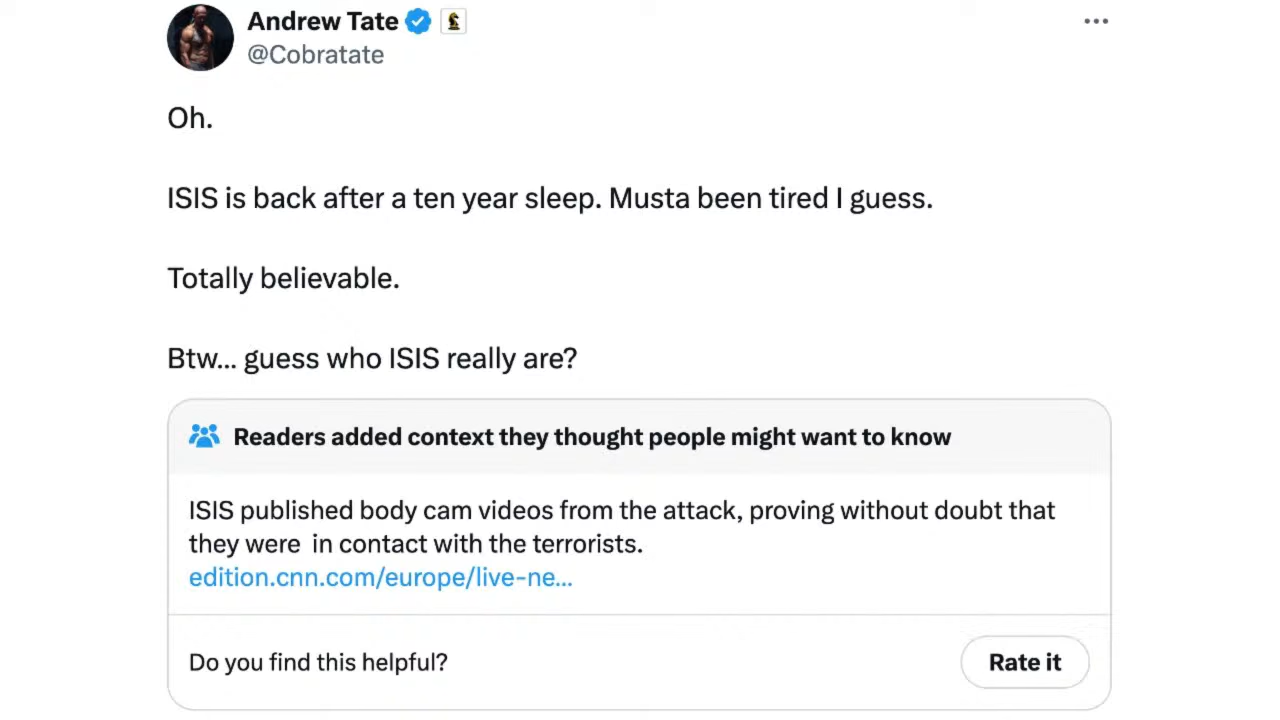 Andrew Tate
@Cobratate
Oh.
ISIS is back after a ten year sleep. Musta been tired I guess.
Totally believable.
Btw... guess who ISIS really are?
Readers added context they thought people might want to know
ISIS published body cam videos from the attack, proving without doubt that
they were in contact with the terrorists.
edition.cnn.com/europe/live-ne...
Do you find this helpful?
Rate it